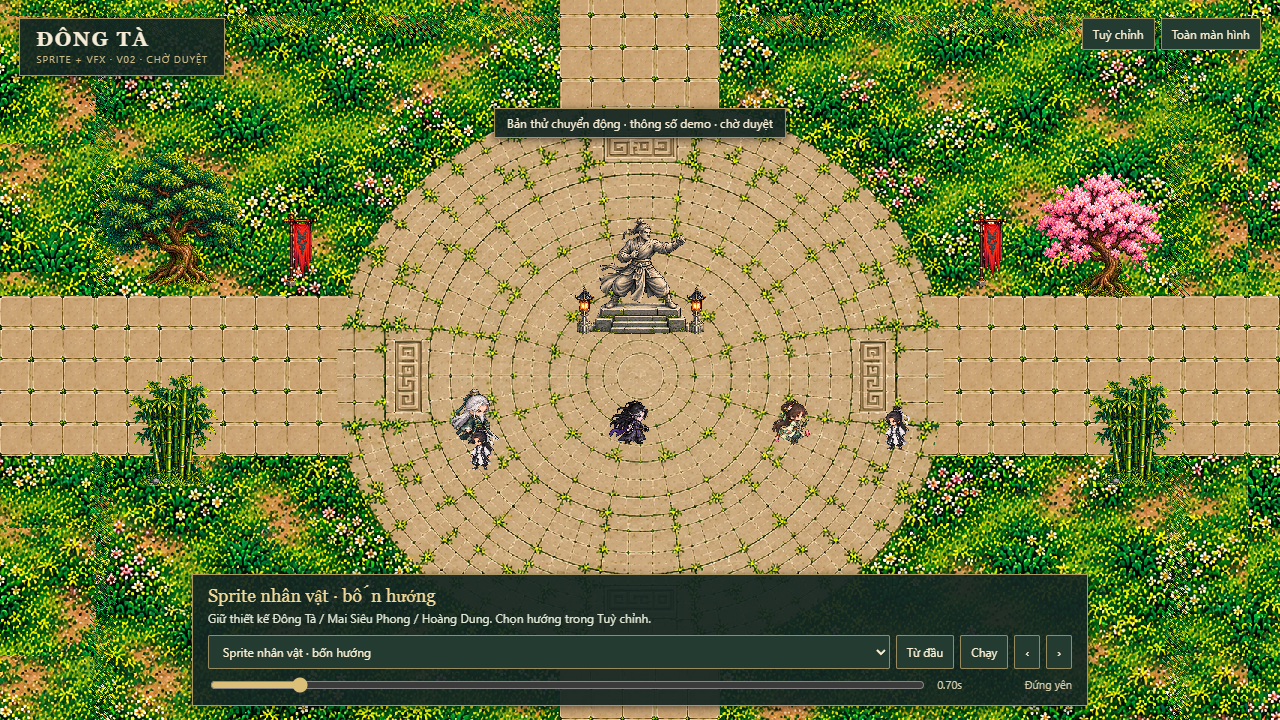 ĐÔNG TÀ
SPRITE + VFX · V02 · CHỜ DUYỆT
Tuỳ chỉnh
Toàn màn hình
Bản thử chuyển động · thông số demo · chờ duyệt
Sprite nhân vật · bốn hướng
Giữ thiết kế Đông Tà / Mai Siêu Phong / Hoàng Dung. Chọn hướng trong Tuỳ chỉnh.
Sprite nhân vật · bốn hướng
Từ đầu
Chạy
‹
›
0.70s
Đứng yên